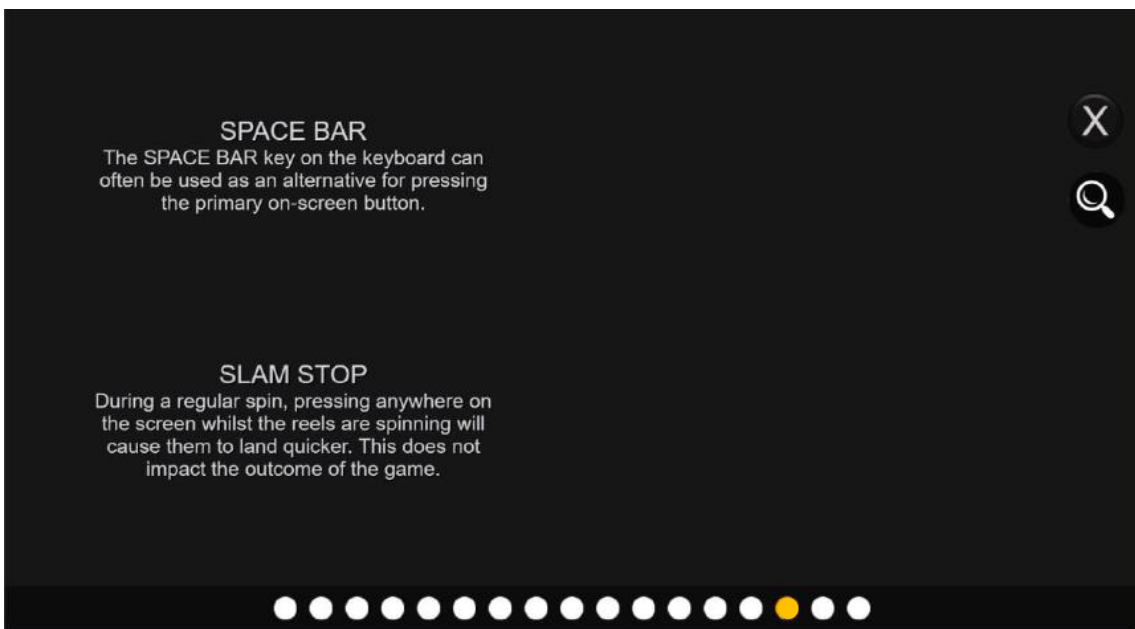 SPACE BAR
The SPACE BAR key on the keyboard can
often be used as an alternative for pressing
the primary on-screen button.
X
SLAM STOP
During a regular spin, pressing anywhere on
the screen whilst the reels are spinning will
cause them to land quicker. This does not
impact the outcome of the game.